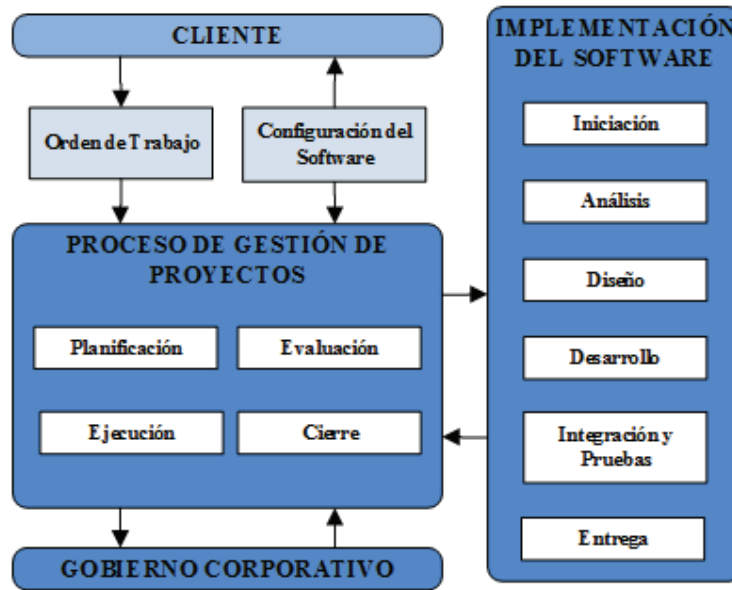 CLIENTE
Orden de Trabajo
Configuración del
Software
PROCESO DE GESTIÓN DE
PROYECTOS
Planificación
Evaluación
Ejecución
Cierre
GOBIERNO CORPORATIVO
IMPLEMENTACIÓN
DEL SOFTWARE
Iniciación
Análisis
Diseño
Desarrollo
Integración y
Pruebas
Entrega